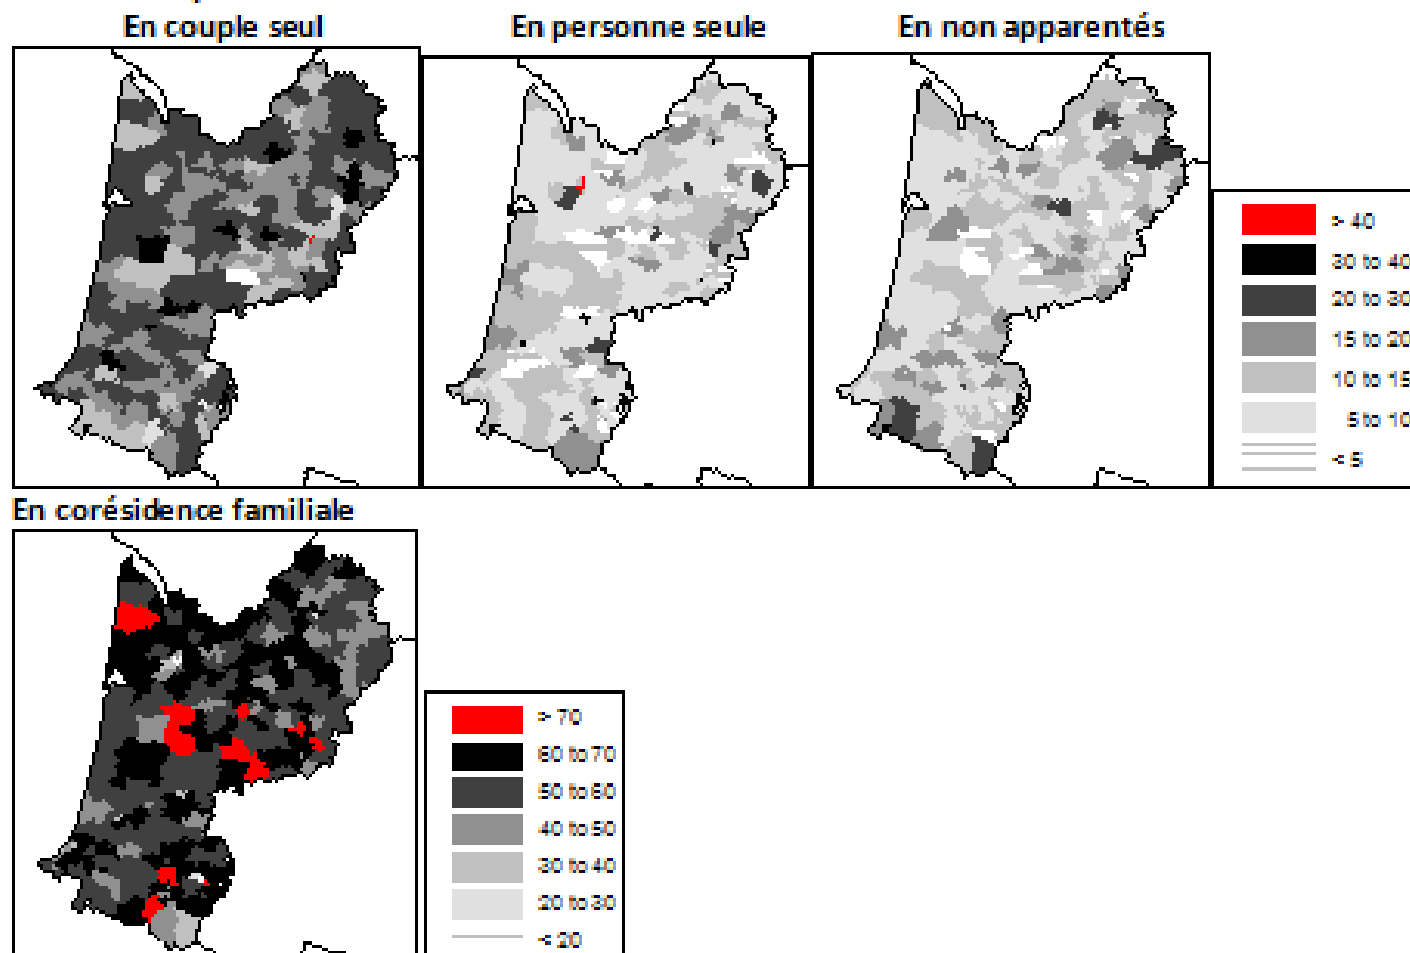 En couple seul
En personne seule
En non apparentés
> 40
30 to 40
20 to 30
15 to 20
10 to 15
5 to 10
< 5
En corésidence familiale
> 70
60 to 70
50 to 60
40 to 50
30 to 40
20 to 30
< 20